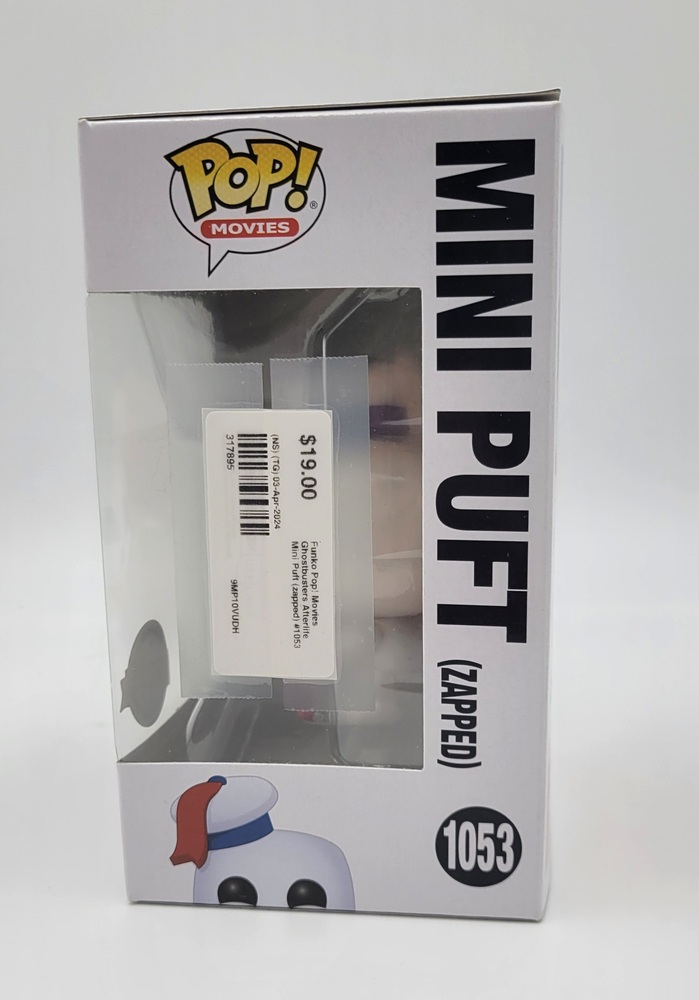 POP!®
MOVIES
MINI PUFT (ZAPPED)
1053
$19.00
Funko Pop! Movies
Ghostbusters Afterlife
Mini Puft (zapped) #1053
(NS) (TG) 03-Apr-2024
317895
9MP10VUDH